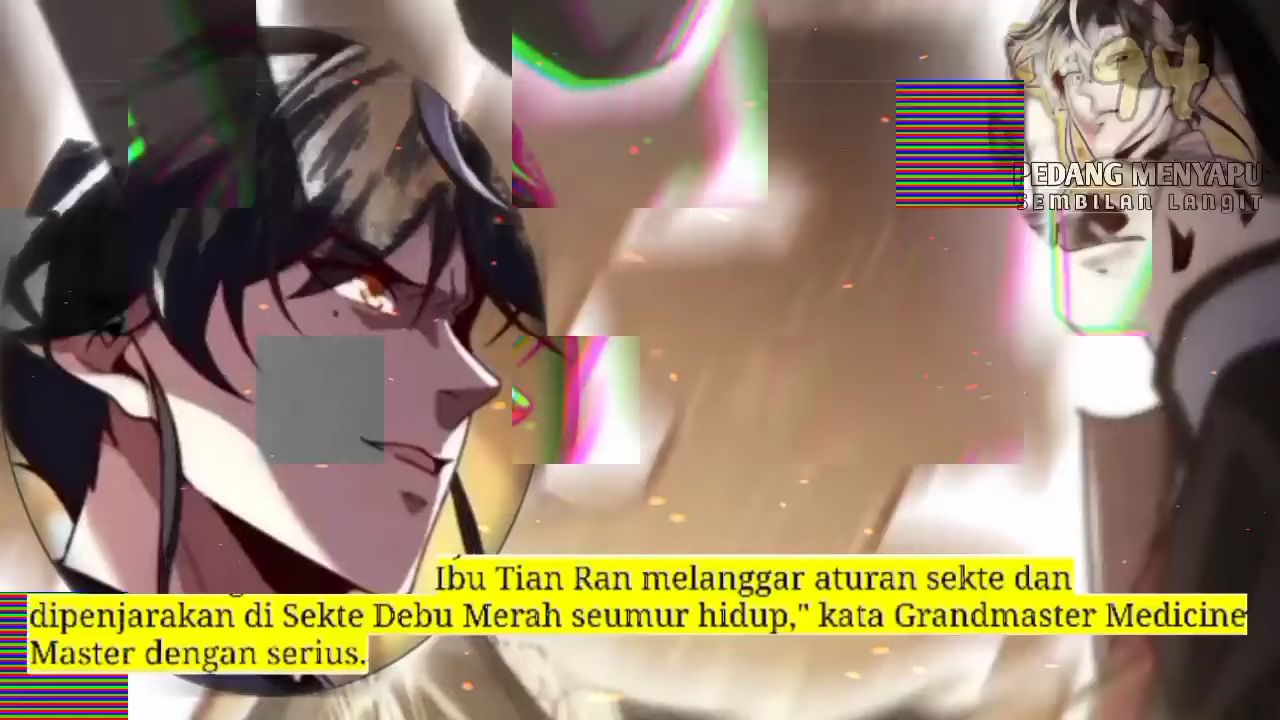 94
PEDANG MENYAPU
SEMBILAN LANGIT
Ibu Tian Ran melanggar aturan sekte dan
dipenjarakan di Sekte Debu Merah seumur hidup," kata Grandmaster Medicine
Master dengan serius.